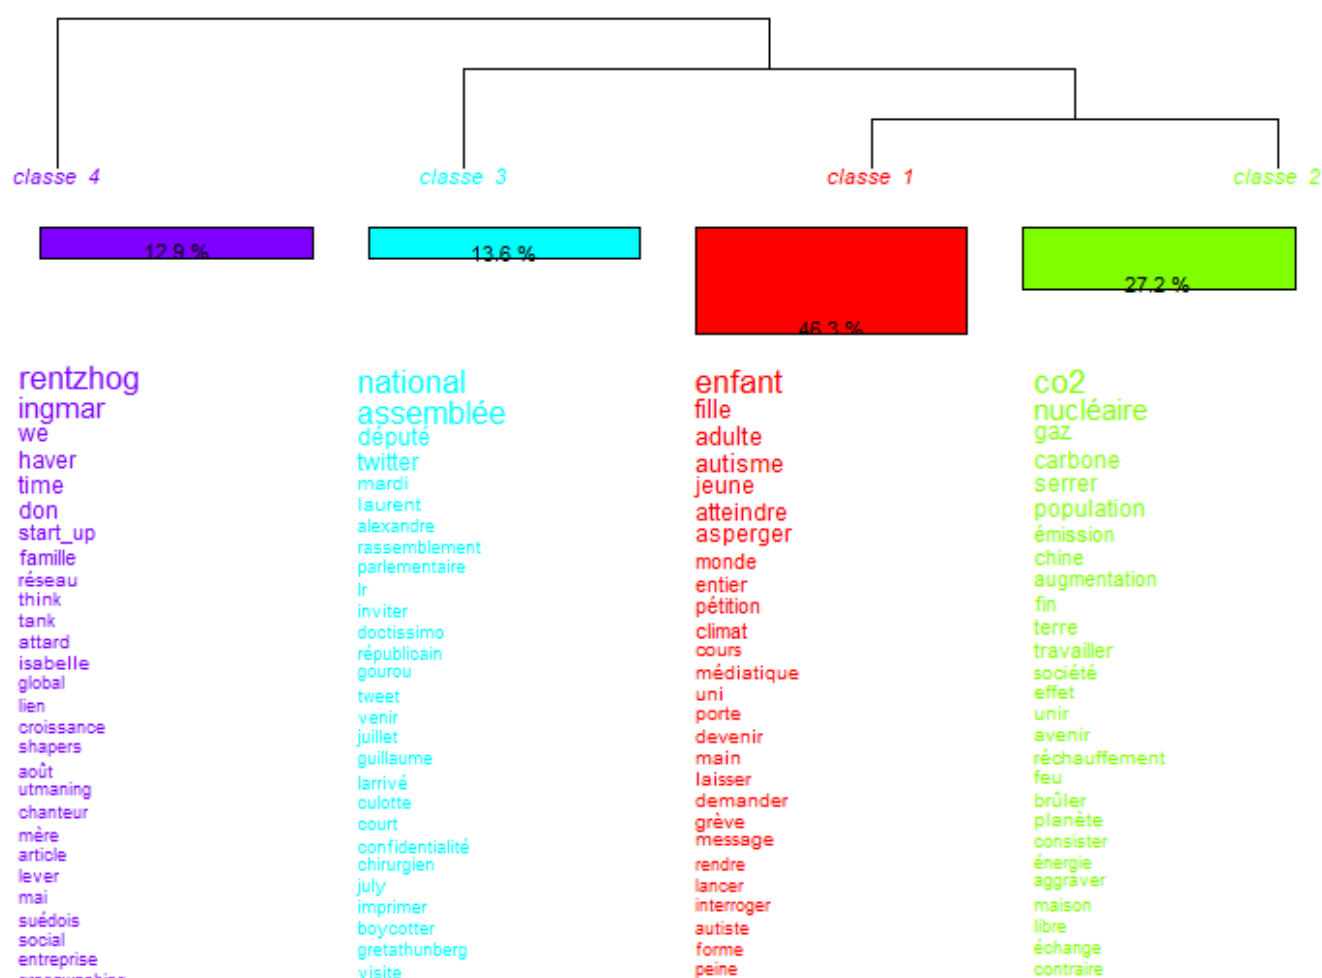 classe 4
classe 3
classe 1
classe 2
12.9 %
13.6 %
46.3 %
27.2 %
rentzhog
ingmar
we
haver
time
don
start_up
famille
réseau
think
tank
attard
isabelle
global
lien
croissance
shapers
août
utmaning
chanteur
mère
article
lever
mai
suédois
social
entreprise
national
assemblée
député
twitter
mardi
laurent
alexandre
rassemblement
parlementaire
lr
inviter
doctissimo
républicain
gourou
tweet
venir
juillet
guillaume
larrivé
culotte
court
confidentialité
chirurgien
july
imprimer
boycotter
gretathunberg
visite
enfant
fille
adulte
autisme
jeune
atteindre
asperger
monde
entier
pétition
climat
cours
médiatique
uni
porte
devenir
main
laisser
demander
grève
message
rendre
lancer
interroger
autiste
forme
peine
co2
nucléaire
gaz
carbone
serrer
population
émission
chine
augmentation
fin
terre
travailler
société
effet
unir
avenir
réchauffement
feu
brûler
planète
consister
énergie
aggraver
maison
libre
échange
contraire